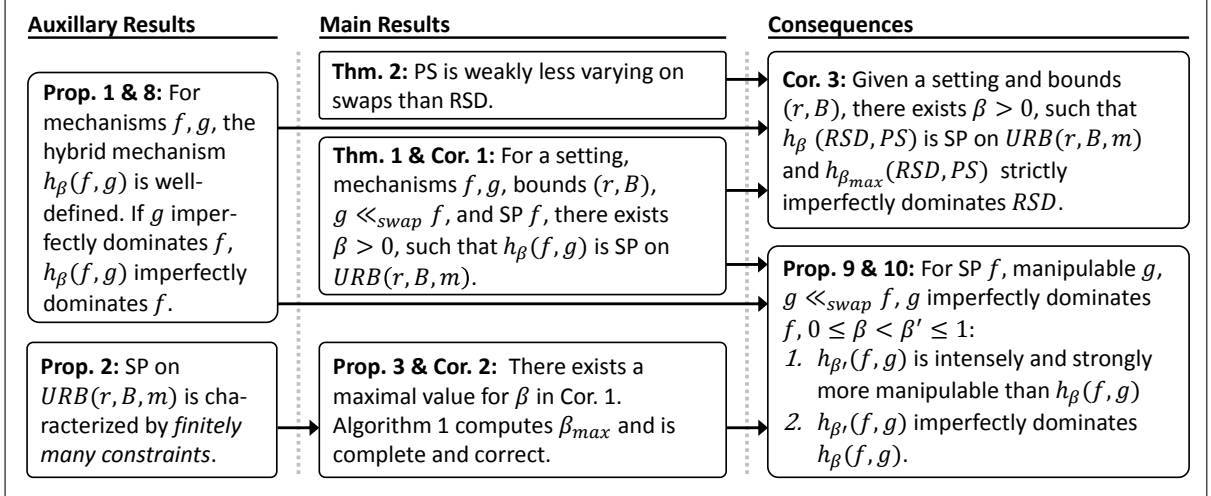 Auxillary Results
Main Results
Consequences
Prop. 1 & 8: For
mechanisms f, g, the
hybrid mechanism
h_β(f, g) is well-
defined. If g imper-
fectly dominates f,
h_β(f, g) imperfectly
dominates f.
Prop. 2: SP on
URB(r, B, m) is cha-
racterized by finitely
many constraints.
Thm. 2: PS is weakly less varying on
swaps than RSD.
Thm. 1 & Cor. 1: For a setting,
mechanisms f, g, bounds (r, B),
g ≪_swap f, and SP f, there exists
β > 0, such that h_β(f, g) is SP on
URB(r, B, m).
Prop. 3 & Cor. 2: There exists a
maximal value for β in Cor. 1.
Algorithm 1 computes β_max and is
complete and correct.
Cor. 3: Given a setting and bounds
(r, B), there exists β > 0, such that
h_β (RSD, PS) is SP on URB(r, B, m)
and h_β_max(RSD, PS) strictly
imperfectly dominates RSD.
Prop. 9 & 10: For SP f, manipulable g,
g ≪_swap f, g imperfectly dominates
f, 0 ≤ β < β′ ≤ 1:
1. h_β′(f, g) is intensely and strongly
more manipulable than h_β(f, g)
2. h_β′(f, g) imperfectly dominates
h_β(f, g).